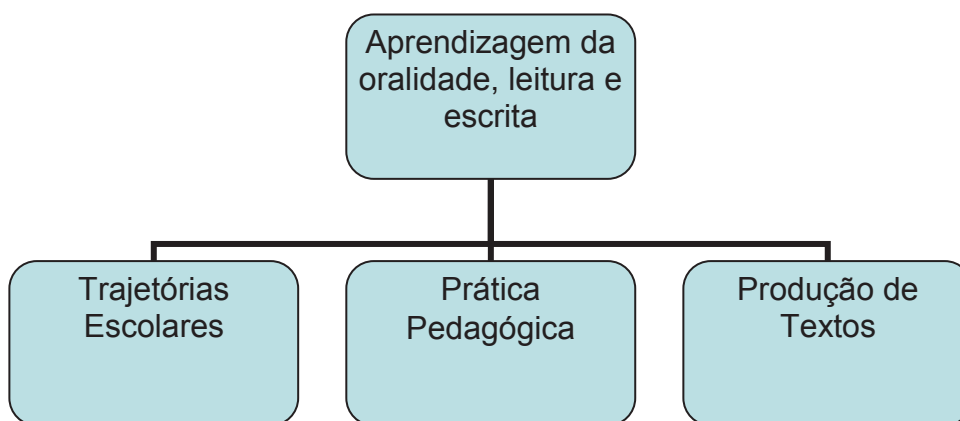 Aprendizagem da
oralidade, leitura e
escrita
Trajetórias
Escolares
Prática
Pedagógica
Produção de
Textos